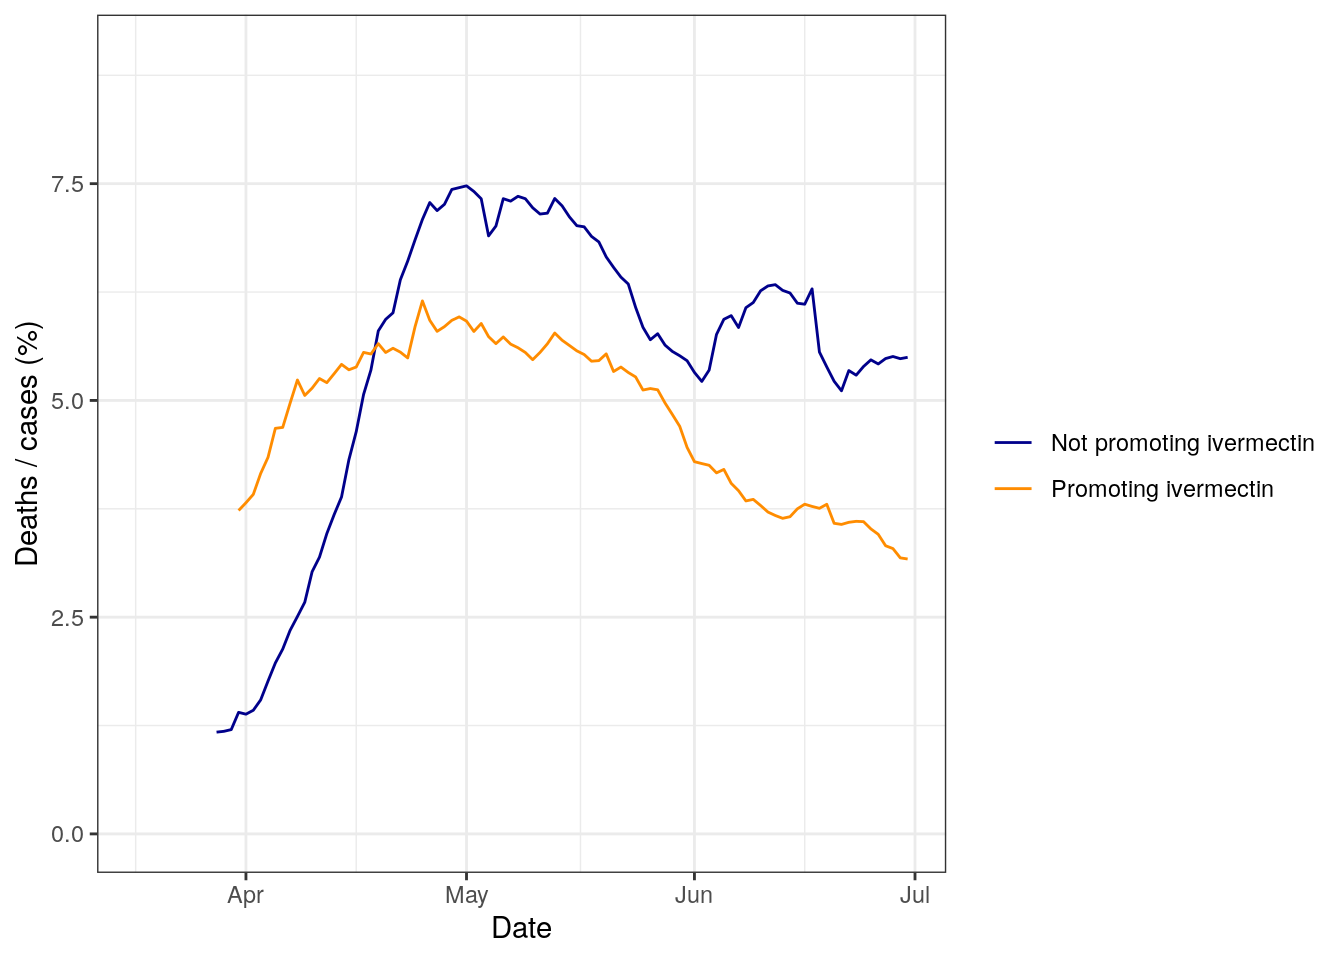 Deaths / cases (%)
7.5
5.0
2.5
0.0
Apr
May
Jun
Jul
Date
Not promoting ivermectin
Promoting ivermectin